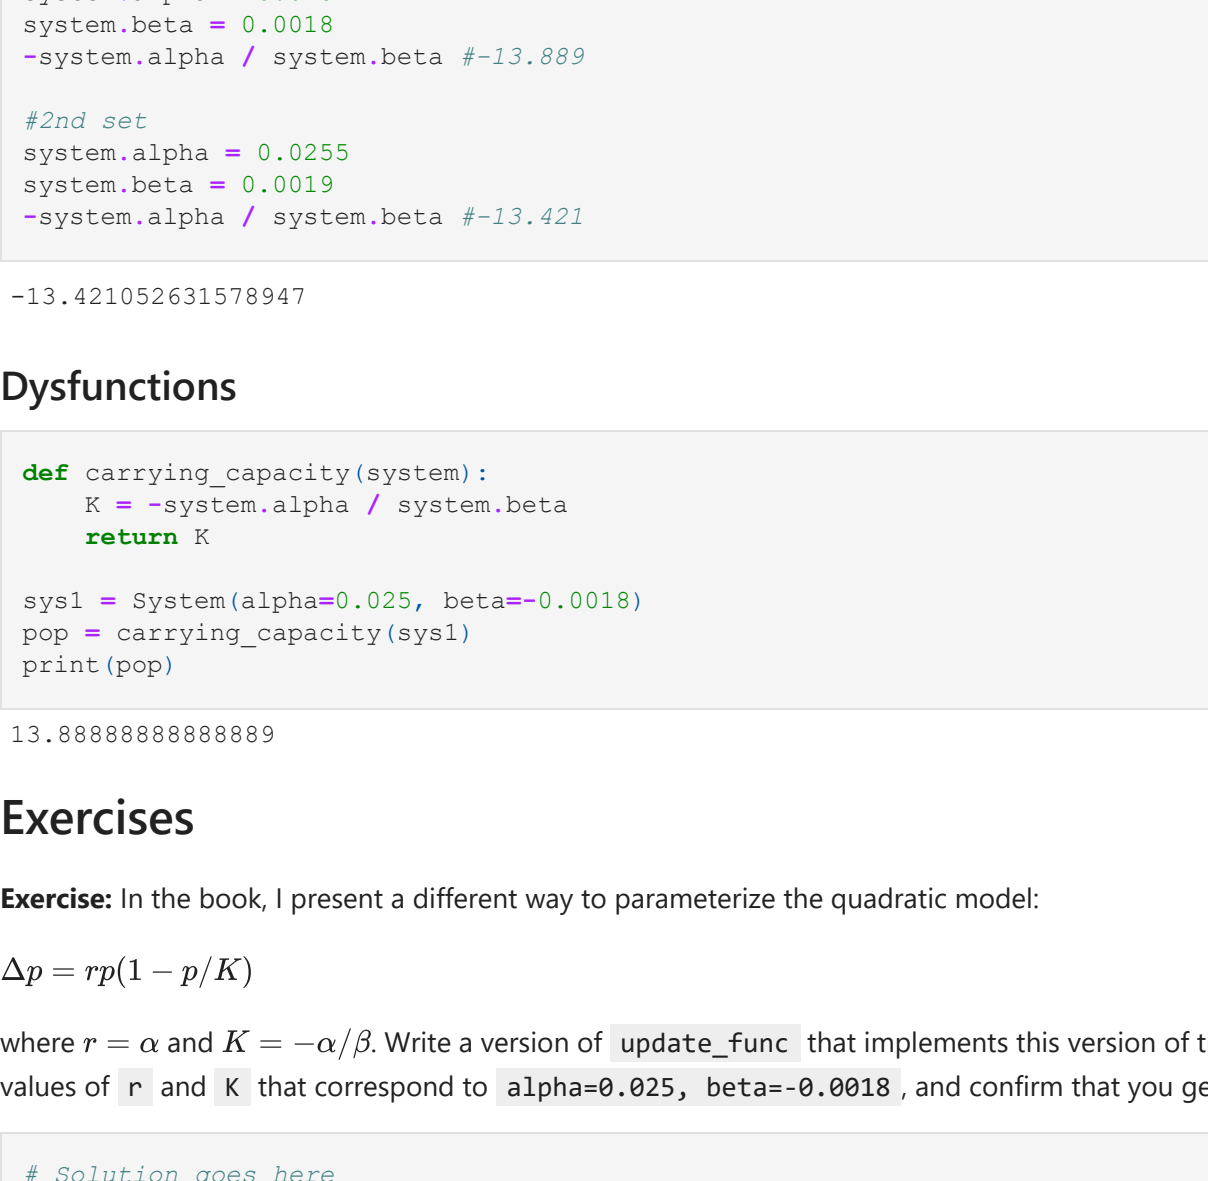 system.beta = 0.0018
-system.alpha / system.beta #-13.889
#2nd set
system.alpha = 0.0255
system.beta = 0.0019
-system.alpha / system.beta #-13.421
-13.421052631578947
Dysfunctions
def carrying_capacity(system):
    K = -system.alpha / system.beta
    return K
sys1 = System(alpha=0.025, beta=-0.0018)
pop = carrying_capacity(sys1)
print(pop)
13.88888888888889
Exercises
Exercise: In the book, I present a different way to parameterize the quadratic model:
Δp = rp(1 − p/K)
where r = α and K = −α/β. Write a version of update_func that implements this version of t
values of r and K that correspond to alpha=0.025, beta=-0.0018, and confirm that you ge
# Solution goes here